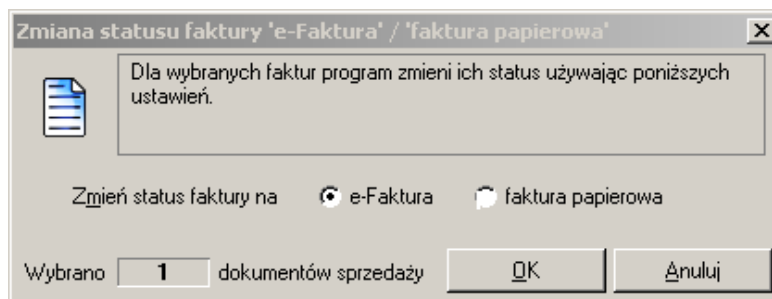 Zmiana statusu faktury 'e-Faktura' / 'faktura papierowa'
Dla wybranych faktur program zmieni ich status używając poniższych
ustawień.
Zmień status faktury na e-Faktura faktura papierowa
Wybrano 1 dokumentów sprzedaży OK Anuluj